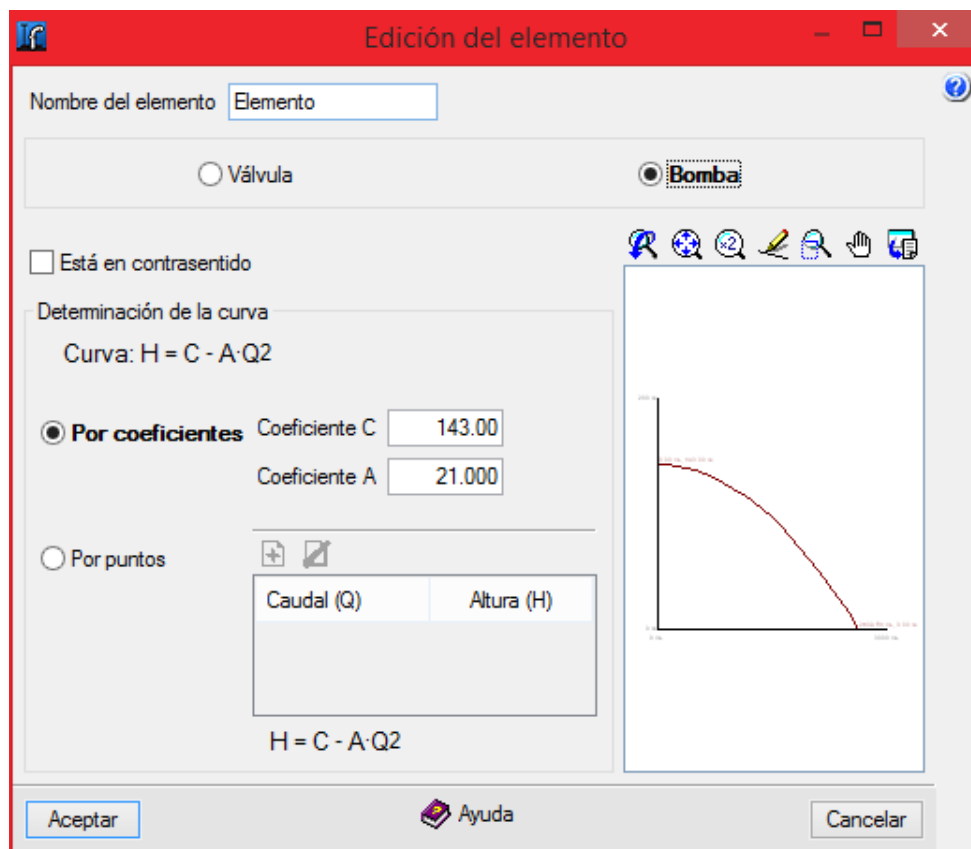 Edición del elemento
Nombre del elemento Elemento
Válvula Bomba
Está en contrasentido
Determinación de la curva
Curva: H = C - A·Q2
Por coeficientes Coeficiente C 143.00
Coeficiente A 21.000
Por puntos
Caudal (Q) Altura (H)
H = C - A·Q2
Aceptar Ayuda Cancelar